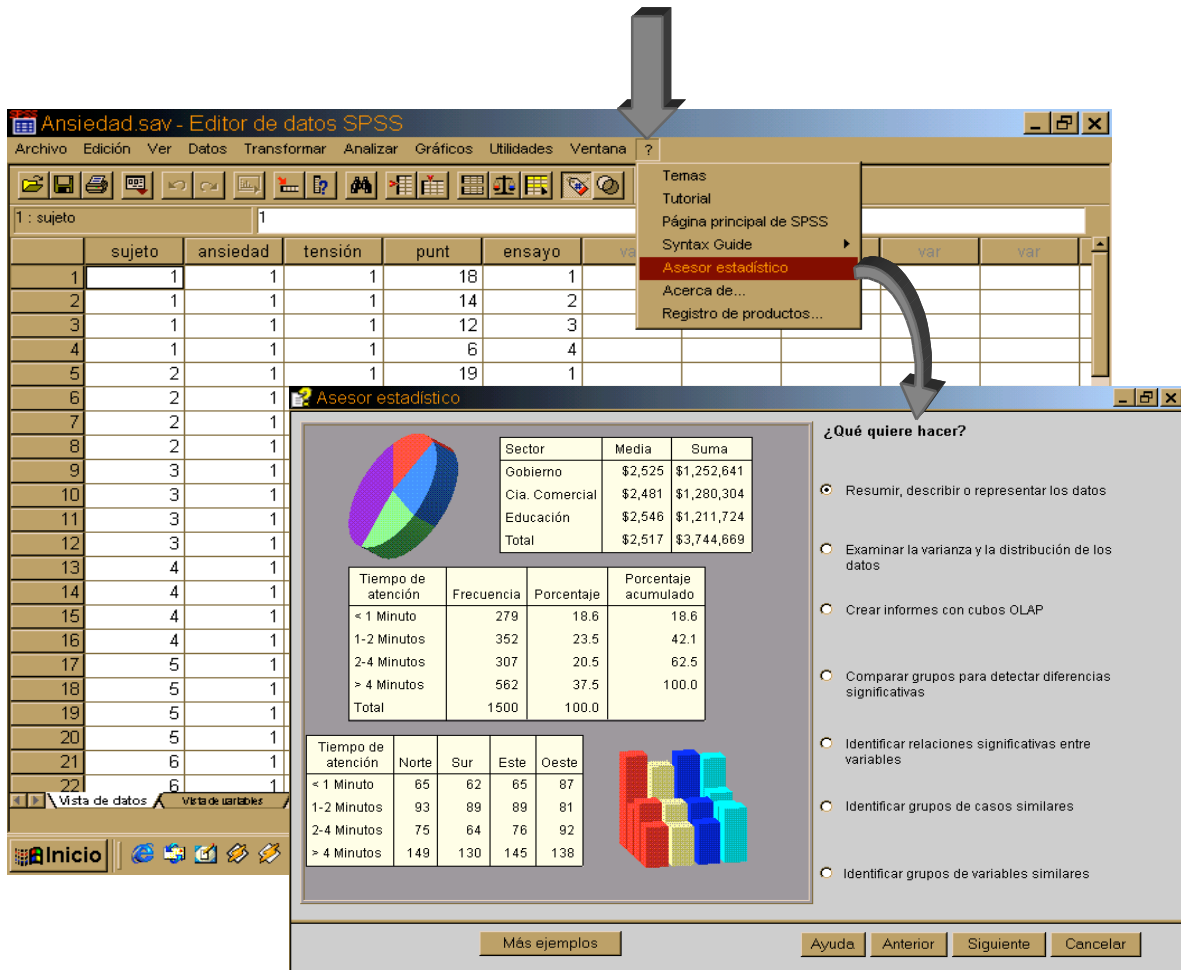 Ansiedad.sav - Editor de datos SPSS
Archivo Edición Ver Datos Transformar Analizar Gráficos Utilidades Ventana ?
1 : sujeto 1
sujeto ansiedad tensión punt ensayo va var var
1 1 1 1 18 1
2 1 1 1 14 2
3 1 1 1 12 3
4 1 1 1 6 4
5 2 1 1 19 1
6 2 1
7 2 1
8 2 1
9 3 1
10 3 1
11 3 1
12 3 1
13 4 1
14 4 1
15 4 1
16 4 1
17 5 1
18 5 1
19 5 1
20 5 1
21 6 1
22 6 1
Vista de datos Vista de variables
Inicio
Temas
Tutorial
Página principal de SPSS
Syntax Guide
Asesor estadístico
Acerca de...
Registro de productos...
Asesor estadístico
Sector Media Suma
Gobierno $2,525 $1,252,641
Cia. Comercial $2,481 $1,280,304
Educación $2,546 $1,211,724
Total $2,517 $3,744,669
Tiempo de atención Frecuencia Porcentaje Porcentaje acumulado
< 1 Minuto 279 18.6 18.6
1-2 Minutos 352 23.5 42.1
2-4 Minutos 307 20.5 62.5
> 4 Minutos 562 37.5 100.0
Total 1500 100.0
Tiempo de atención Norte Sur Este Oeste
< 1 Minuto 65 62 65 87
1-2 Minutos 93 89 89 81
2-4 Minutos 75 64 76 92
> 4 Minutos 149 130 145 138
¿Qué quiere hacer?
Resumir, describir o representar los datos
Examinar la varianza y la distribución de los
datos
Crear informes con cubos OLAP
Comparar grupos para detectar diferencias
significativas
Identificar relaciones significativas entre
variables
Identificar grupos de casos similares
Identificar grupos de variables similares
Más ejemplos
Ayuda Anterior Siguiente Cancelar